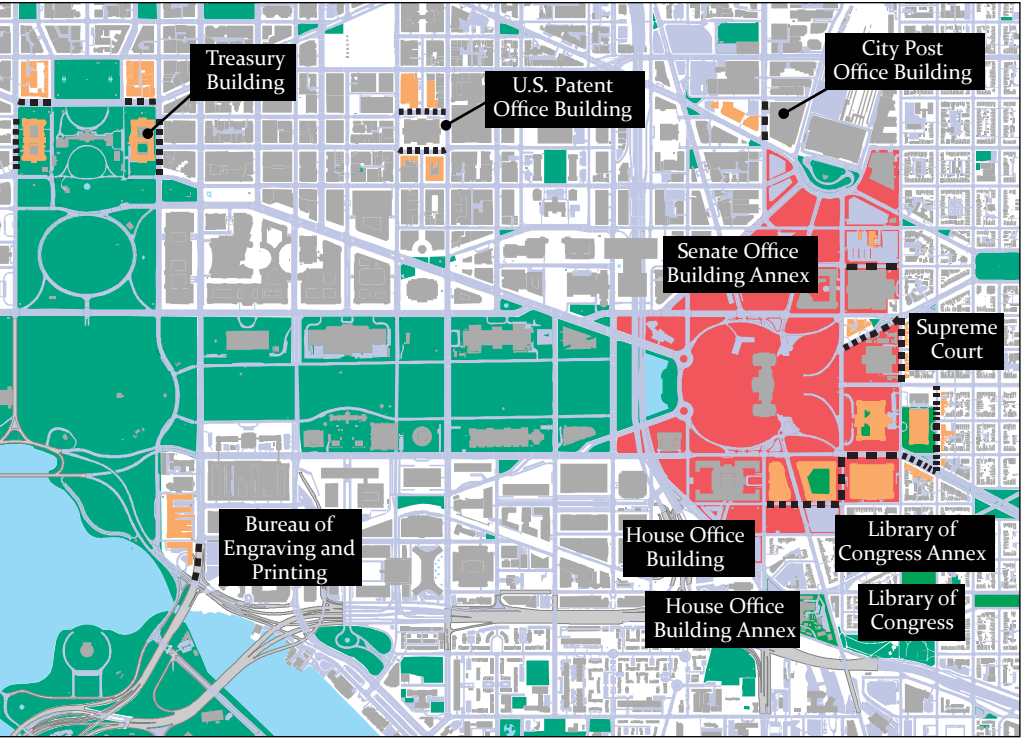 Treasury
Building
U.S. Patent
Office Building
City Post
Office Building
Senate Office
Building Annex
Supreme
Court
Bureau of
Engraving and
Printing
House Office
Building
Library of
Congress Annex
House Office
Building Annex
Library of
Congress